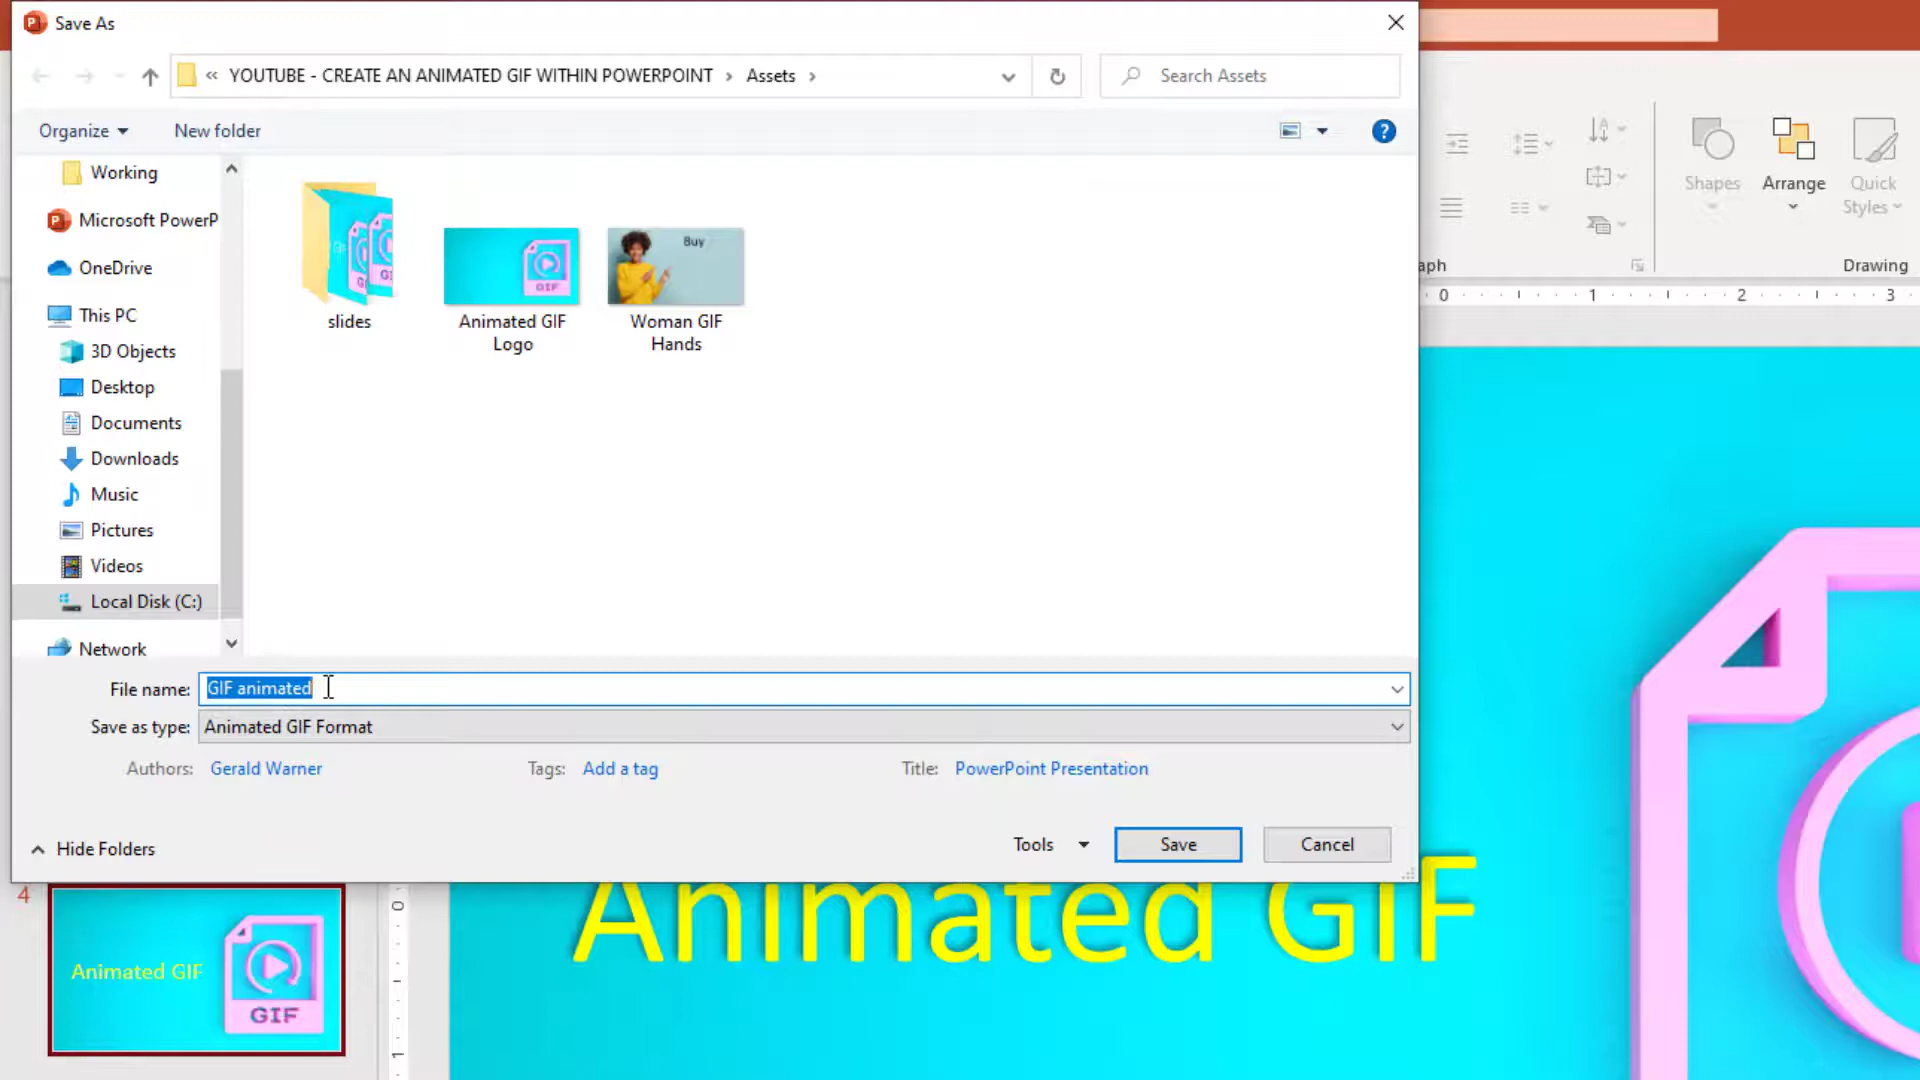 Save As
« YOUTUBE - CREATE AN ANIMATED GIF WITHIN POWERPOINT › Assets ›
Search Assets
Organize
New folder
Working
Microsoft PowerP
OneDrive
This PC
3D Objects
Desktop
Documents
Downloads
Music
Pictures
Videos
Local Disk (C:)
Network
slides
Animated GIF
Logo
Woman GIF
Hands
GIF
Buy
File name: GIF animated
Save as type: Animated GIF Format
Authors: Gerald Warner
Tags: Add a tag
Title: PowerPoint Presentation
Hide Folders
Tools
Save
Cancel
Shapes
Arrange
Quick
Styles
aph
Drawing
0 1 2 3
4
Animated GIF
GIF
0
1
Animated GIF